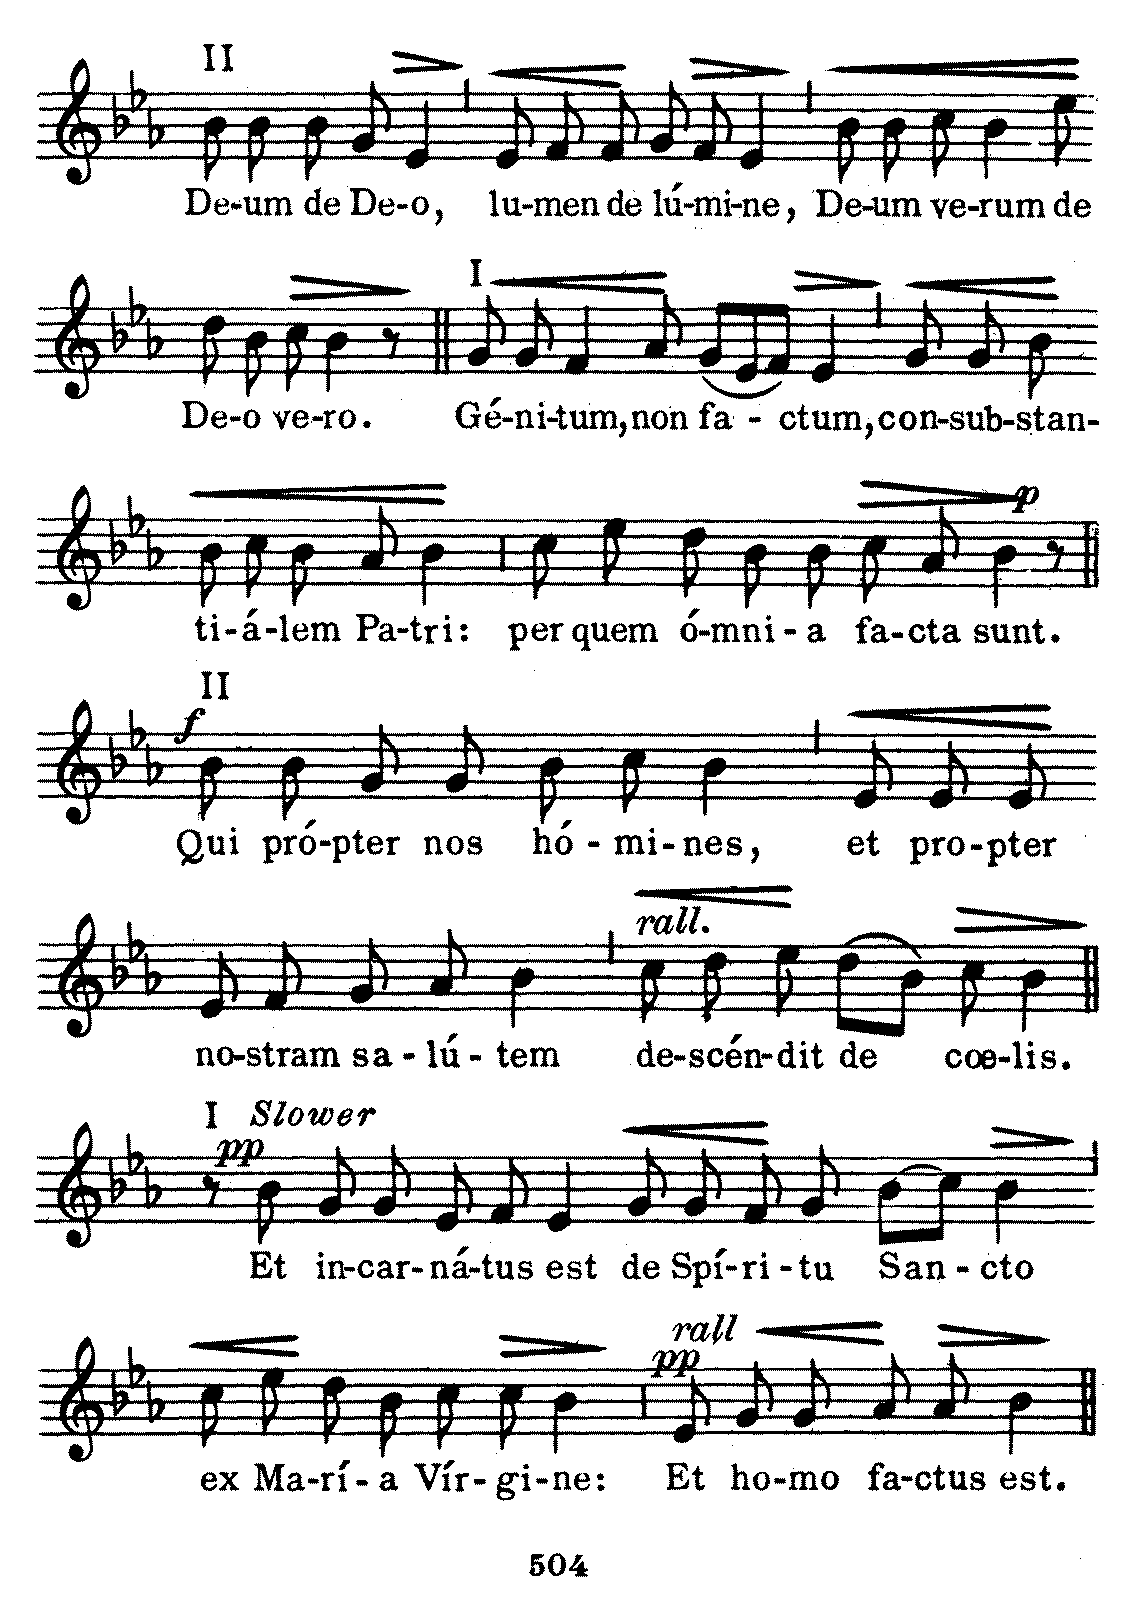 II
De-um de De-o, lu-men de lú-mi-ne, De-um ve-rum de
I
De-o ve-ro. Gé-ni-tum, non fa - ctum, con-sub-stan-
p
ti-á-lem Pa-tri: per quem ó-mni-a fa-cta sunt.
II
f
Qui pró-pter nos hó-mi-nes, et pro-pter
rall.
no-stram sa-lú-tem de-scén-dit de cœ-lis.
I Slower
pp
Et in-car-ná-tus est de Spí-ri-tu San-cto
rall
pp
ex Ma-rí-a Vír-gi-ne: Et ho-mo fa-ctus est.
504